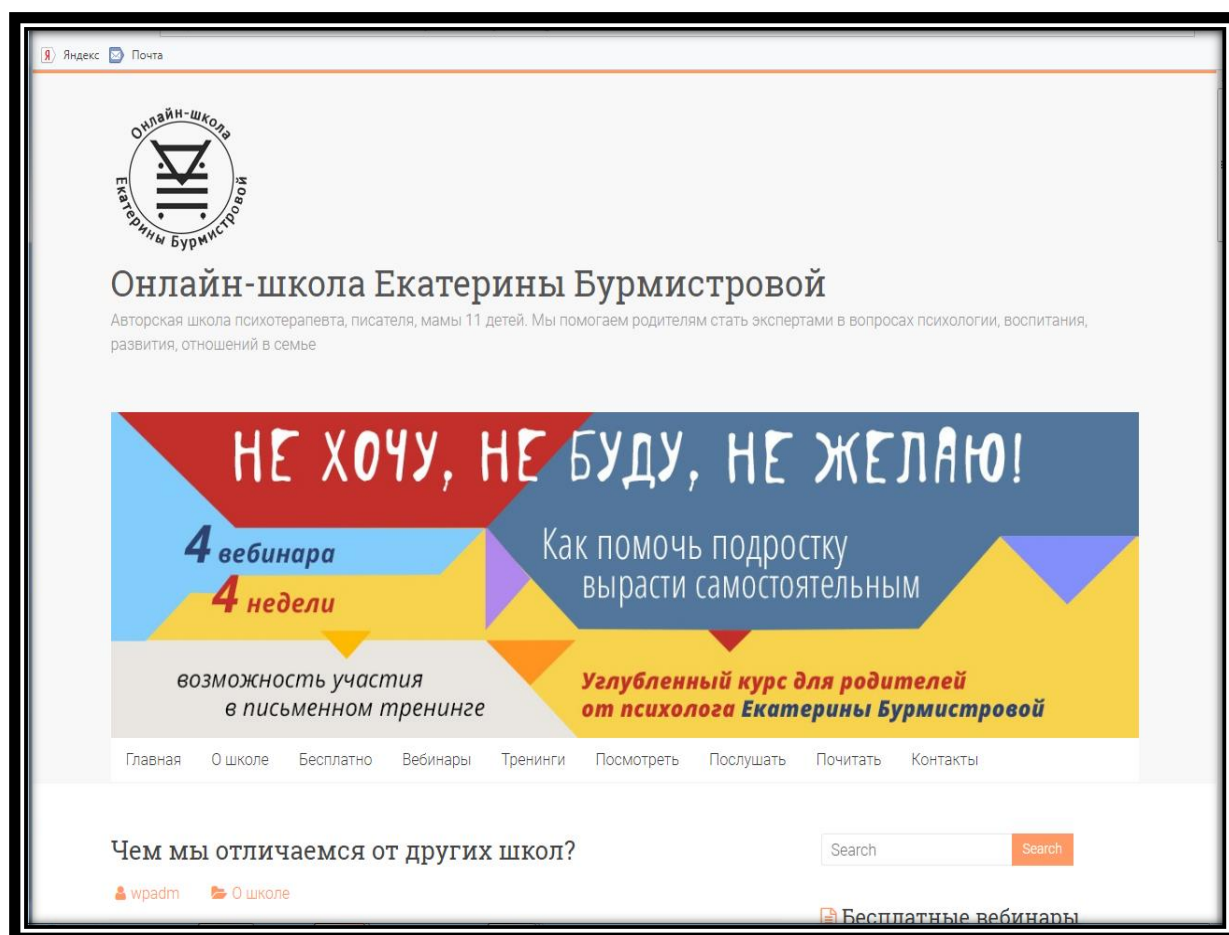 Яндекс Почта
Онлайн-школа
Екатерины Бурмистровой
Онлайн-школа Екатерины Бурмистровой
Авторская школа психотерапевта, писателя, мамы 11 детей. Мы помогаем родителям стать экспертами в вопросах психологии, воспитания,
развития, отношений в семье
НЕ ХОЧУ, НЕ БУДУ, НЕ ЖЕЛАЮ!
4 вебинара
4 недели
Как помочь подростку
вырасти самостоятельным
возможность участия
в письменном тренинге
Углубленный курс для родителей
от психолога Екатерины Бурмистровой
Главная О школе Бесплатно Вебинары Тренинги Посмотреть Послушать Почитать Контакты
Чем мы отличаемся от других школ?
wpadm О школе
Search Search
Бесплатные вебинары